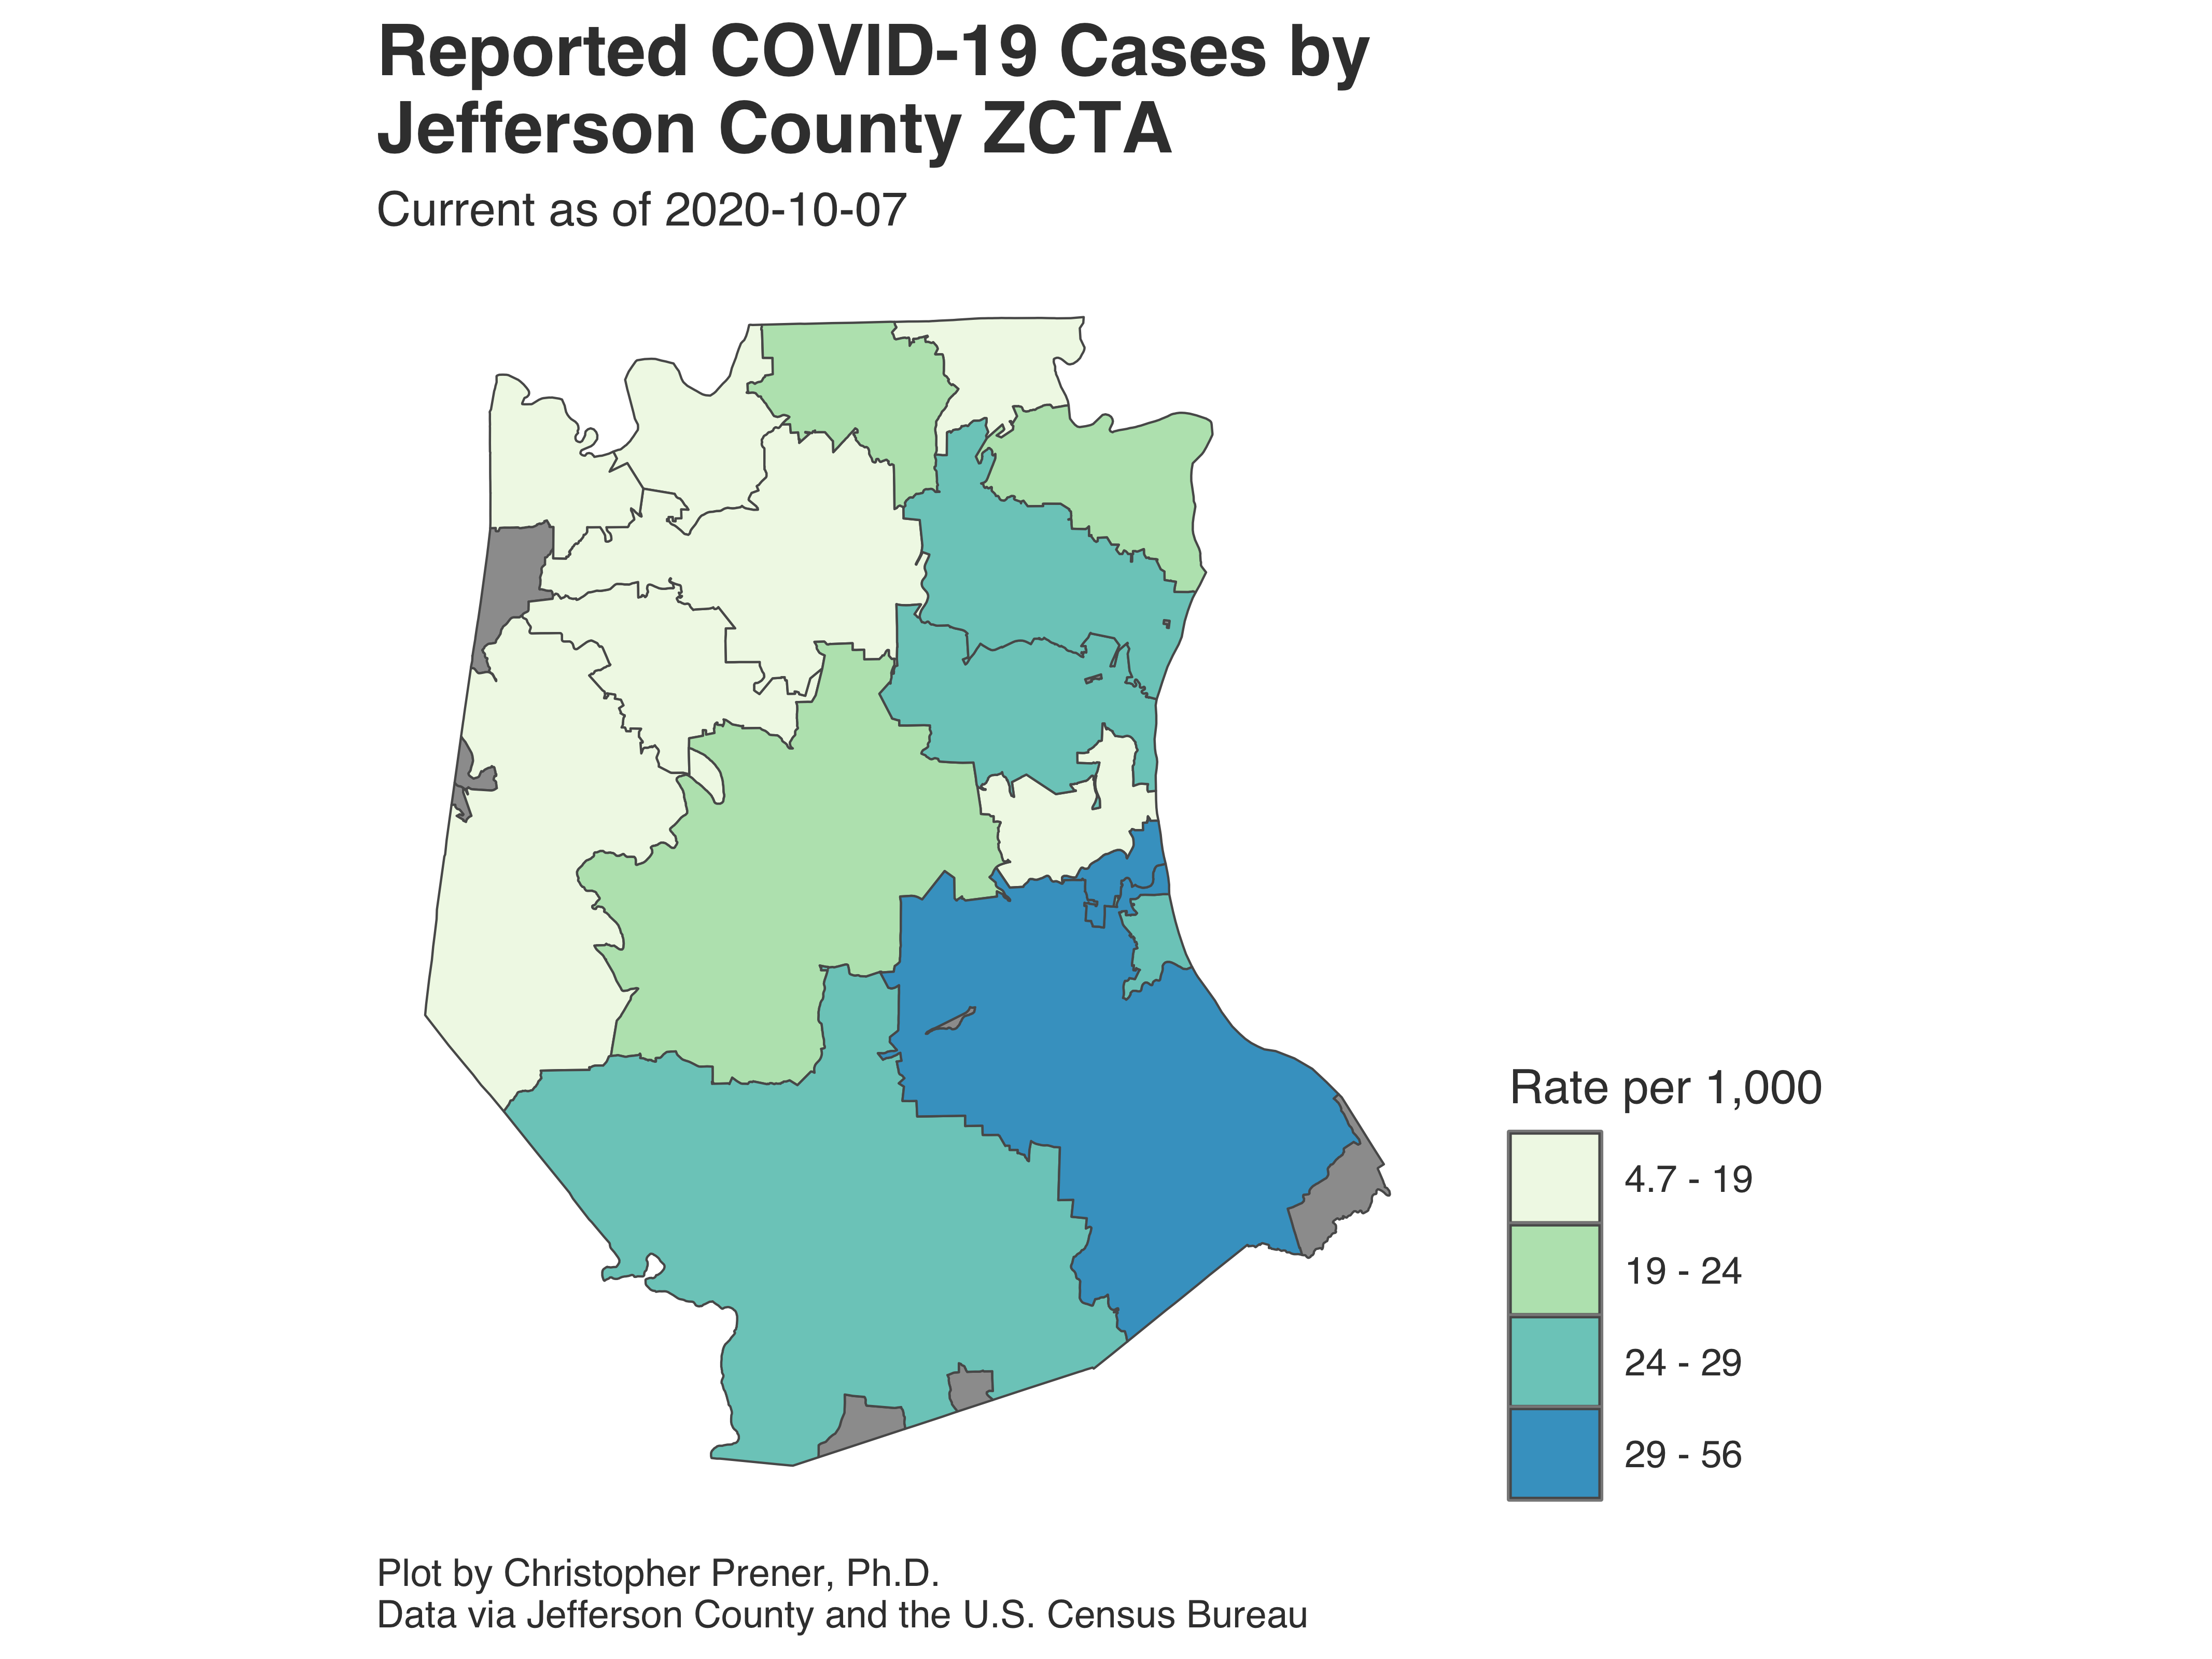 Reported COVID-19 Cases by
Jefferson County ZCTA
Current as of 2020-10-07
Rate per 1,000
4.7 - 19
19 - 24
24 - 29
29 - 56
Plot by Christopher Prener, Ph.D.
Data via Jefferson County and the U.S. Census Bureau